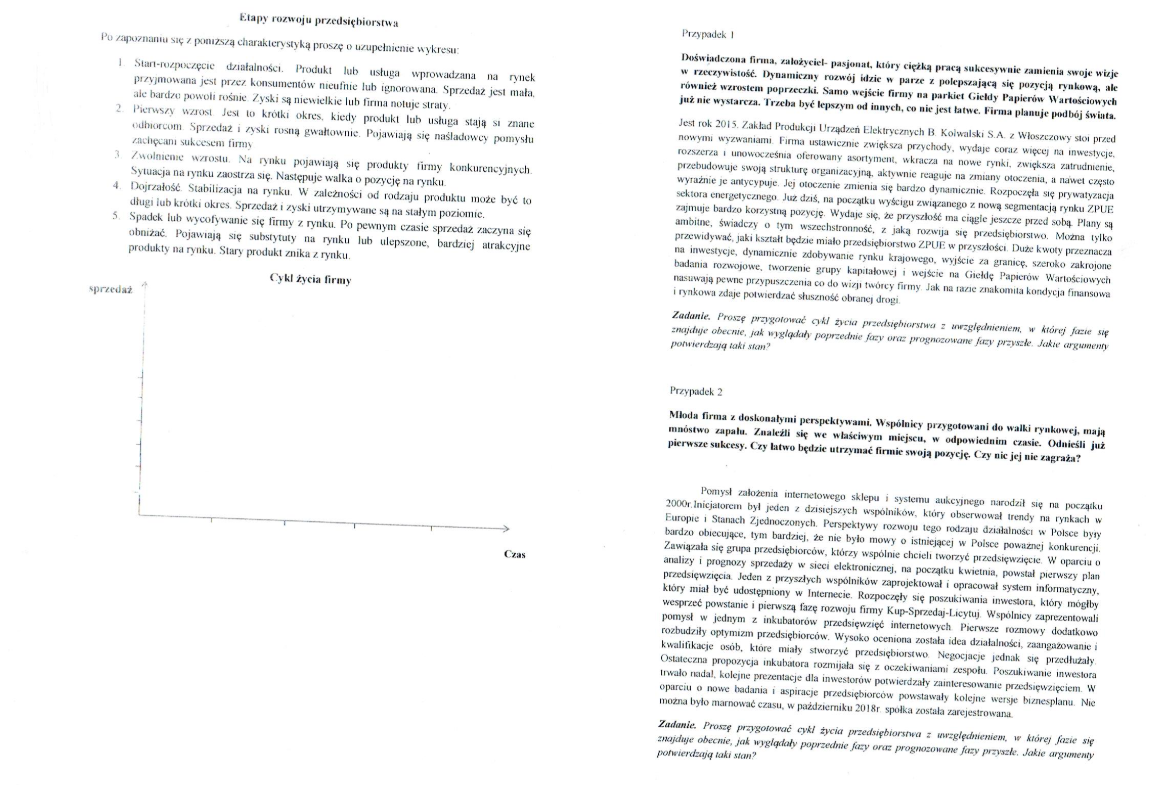 Etapy rozwoju przedsiębiorstwa
Po zapoznaniu się z poniższą charakterystyką proszę o uzupełnienie wykresu:
1. Start-rozpoczęcie działalności. Produkt lub usługa wprowadzana na rynek
przyjmowana jest przez konsumentów nieufnie lub ignorowana. Sprzedaż jest mała,
ale bardzo powoli rośnie. Zyski są niewielkie lub firma notuje straty.
2. Pierwszy wzrost. Jest to krótki okres, kiedy produkt lub usługa stają si znane
odbiorcom. Sprzedaż i zyski rosną gwałtownie. Pojawiają się naśladowcy pomysłu
zachęcani sukcesem firmy.
3. Zwolnienie wzrostu. Na rynku pojawiają się produkty firmy konkurencyjnych.
Sytuacja na rynku zaostrza się. Następuje walka o pozycję na rynku.
4. Dojrzałość. Stabilizacja na rynku. W zależności od rodzaju produktu może być to
długi lub krótki okres. Sprzedaż i zyski utrzymywane są na stałym poziomie.
5. Spadek lub wycofywanie się firmy z rynku. Po pewnym czasie sprzedaż zaczyna się
obniżać. Pojawiają się substytuty na rynku lub ulepszone, bardziej atrakcyjne
produkty na rynku. Stary produkt znika z rynku.
Cykl życia firmy
sprzedaż
Czas
Przypadek 1
Doświadczona firma, założyciel- pasjonat, który ciężką pracą sukcesywnie zamienia swoje wizje
w rzeczywistość. Dynamiczny rozwój idzie w parze z polepszającą się pozycją rynkową, ale
również wzrostem poprzeczki. Samo wejście firmy na parkiet Giełdy Papierów Wartościowych
już nie wystarcza. Trzeba być lepszym od innych, co nie jest łatwe. Firma planuje podbój świata.
Jest rok 2015. Zakład Produkcji Urządzeń Elektrycznych B. Kolwalski S.A. z Włoszczowy stoi przed
nowymi wyzwaniami. Firma ustawicznie zwiększa przychody, wydaje coraz więcej na inwestycje,
rozszerza i unowocześnia oferowany asortyment, wkracza na nowe rynki, zwiększa zatrudnienie,
przebudowuje swoją strukturę organizacyjną, aktywnie reaguje na zmiany otoczenia, a nawet często
wyraźnie je antycypuje. Jej otoczenie zmienia się bardzo dynamicznie. Rozpoczęła się prywatyzacja
sektora energetycznego. Już dziś, na początku wyścigu związanego z nową segmentacją rynku ZPUE
zajmuje bardzo korzystną pozycję. Wydaje się, że przyszłość ma ciągle jeszcze przed sobą. Plany są
ambitne, świadczy o tym wszechstronność, z jaką rozwija się przedsiębiorstwo. Można tylko
przewidywać, jaki kształt będzie miało przedsiębiorstwo ZPUE w przyszłości. Duże kwoty przeznacza
na inwestycje, dynamicznie zdobywanie rynku krajowego, wyjście za granicę, szeroko zakrojone
badania rozwojowe, tworzenie grupy kapitałowej i wejście na Giełdę Papierów Wartościowych
nasuwają pewne przypuszczenia co do wizji twórcy firmy. Jak na razie znakomita kondycja finansowa
i rynkowa zdaje potwierdzać słuszność obranej drogi.
Zadanie. Proszę przygotować cykl życia przedsiębiorstwa z uwzględnieniem, w której fazie się
znajduje obecnie, jak wyglądały poprzednie fazy oraz prognozowane fazy przyszłe. Jakie argumenty
potwierdzają taki stan?
Przypadek 2
Młoda firma z doskonałymi perspektywami. Wspólnicy przygotowani do walki rynkowej, mają
mnóstwo zapału. Znaleźli się we właściwym miejscu, w odpowiednim czasie. Odnieśli już
pierwsze sukcesy. Czy łatwo będzie utrzymać firmie swoją pozycję. Czy nic jej nie zagraża?
Pomysł założenia internetowego sklepu i systemu aukcyjnego narodził się na początku
2000r.Inicjatorem był jeden z dzisiejszych wspólników, który obserwował trendy na rynkach w
Europie i Stanach Zjednoczonych. Perspektywy rozwoju tego rodzaju działalności w Polsce były
bardzo obiecujące, tym bardziej, że nie było mowy o istniejącej w Polsce poważnej konkurencji.
Zawiązała się grupa przedsiębiorców, którzy wspólnie chcieli tworzyć przedsięwzięcie. W oparciu o
analizy i prognozy sprzedaży w sieci elektronicznej, na początku kwietnia, powstał pierwszy plan
przedsięwzięcia. Jeden z przyszłych wspólników zaprojektował i opracował system informatyczny,
który miał być udostępniony w Internecie. Rozpoczęły się poszukiwania inwestora, który mógłby
wesprzeć powstanie i pierwszą fazę rozwoju firmy Kup-Sprzedaj-Licytuj. Wspólnicy zaprezentowali
pomysł w jednym z inkubatorów przedsięwzięć internetowych. Pierwsze rozmowy dodatkowo
rozbudziły optymizm przedsiębiorców. Wysoko oceniona została idea działalności, zaangażowanie i
kwalifikacje osób, które miały stworzyć przedsiębiorstwo. Negocjacje jednak się przedłużały.
Ostateczna propozycja inkubatora rozmijała się z oczekiwaniami zespołu. Poszukiwanie inwestora
trwało nadal, kolejne prezentacje dla inwestorów potwierdzały zainteresowanie przedsięwzięciem. W
oparciu o nowe badania i aspiracje przedsiębiorców powstawały kolejne wersje biznesplanu. Nie
można było marnować czasu, w październiku 2018r. spółka została zarejestrowana.
Zadanie. Proszę przygotować cykl życia przedsiębiorstwa z uwzględnieniem, w której fazie się
znajduje obecnie, jak wyglądały poprzednie fazy oraz prognozowane fazy przyszłe. Jakie argumenty
potwierdzają taki stan?